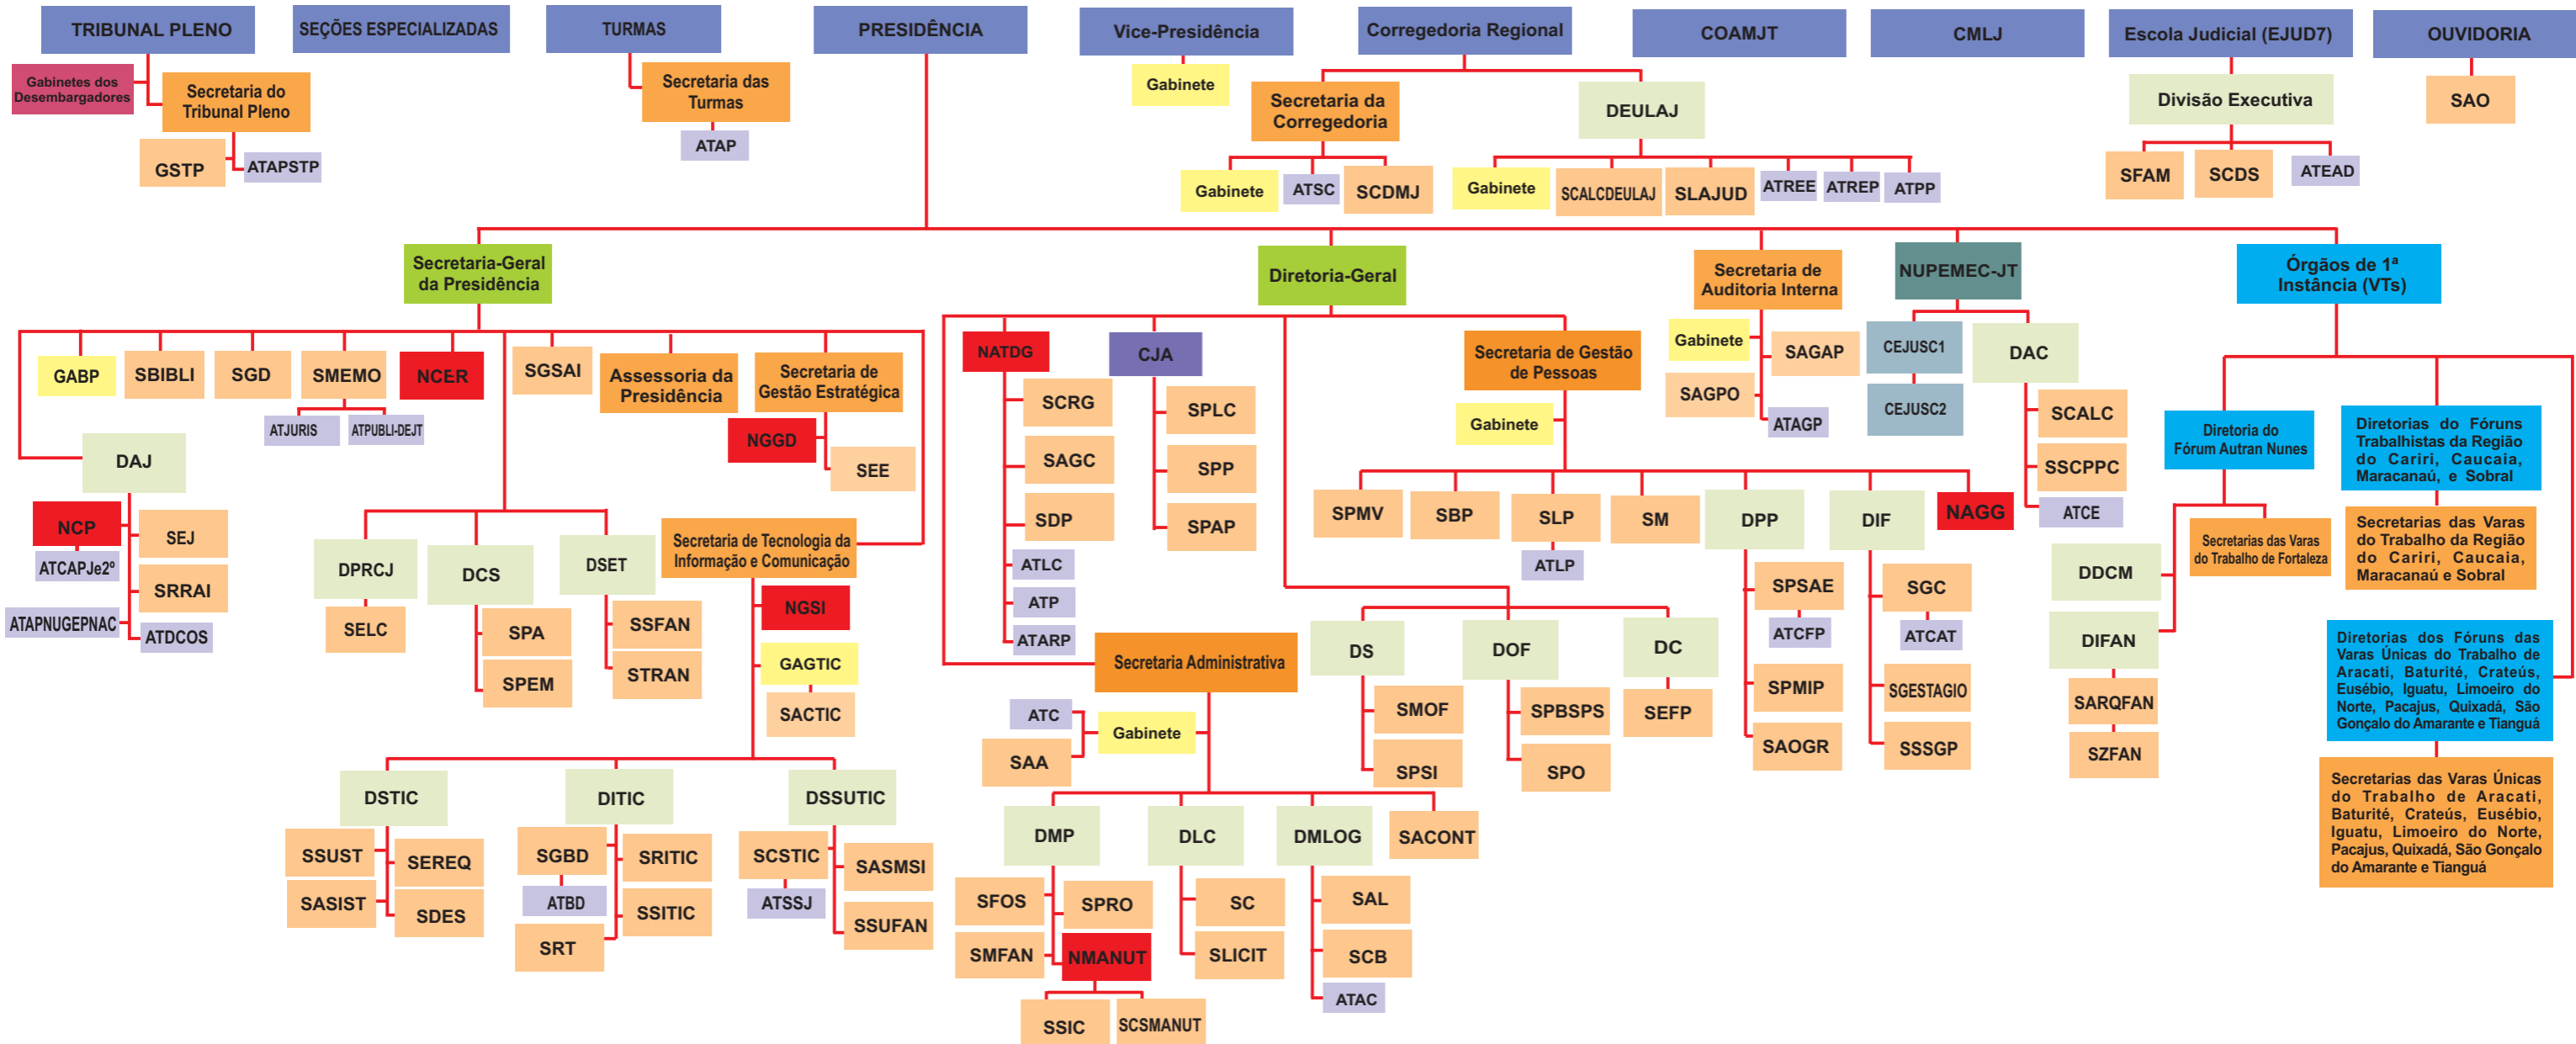 TRIBUNAL PLENO
SEÇÕES ESPECIALIZADAS
TURMAS
PRESIDÊNCIA
Vice-Presidência
Corregedoria Regional
COAMJT
CMLJ
Escola Judicial (EJUD7)
OUVIDORIA
Gabinetes dos
Desembargadores
Secretaria do
Tribunal Pleno
GSTP
ATAPSTP
Secretaria das
Turmas
ATAP
Gabinete
Secretaria da
Corregedoria
Gabinete
ATSC
SCDMJ
DEULAJ
Gabinete
SCALCDEULAJ
SLAJUD
ATREE
ATREP
ATPP
Divisão Executiva
SFAM
SCDS
ATEAD
SAO
Secretaria-Geral
da Presidência
Diretoria-Geral
Secretaria de
Auditoria Interna
NUPEMEC-JT
Órgãos de 1ª
Instância (VTs)
GABP
SBIBLI
SGD
SMEMO
NCER
SGSAI
Assessoria da
Presidência
Secretaria de
Gestão Estratégica
ATJURIS
ATPUBLI-DEJT
NGGD
SEE
DAJ
NCP
ATCAPJe2º
SEJ
SRRAI
ATAPNUGEPNAC
ATDCOS
DPRCJ
SELC
DCS
SPA
SPEM
DSET
SSFAN
STRAN
Secretaria de Tecnologia da
Informação e Comunicação
NGSI
GAGTIC
SACTIC
DSTIC
SSUST
SEREQ
SASIST
SDES
DITIC
SGBD
SRITIC
ATBD
SSITIC
SRT
DSSUTIC
SCSTIC
SASMSI
ATSSJ
SSUFAN
NATDG
SCRG
SAGC
SDP
ATLC
ATP
ATARP
CJA
SPLC
SPP
SPAP
Secretaria de Gestão
de Pessoas
Gabinete
SPMV
SBP
SLP
ATLP
SM
DPP
SPSAE
ATCFP
SPMIP
SAOGR
DIF
SGC
ATCAT
SGESTAGIO
SSSGP
NAGG
Secretaria Administrativa
ATC
Gabinete
SAA
DS
SMOF
SPSI
DOF
SPBSPS
SPO
DC
SEFP
DMP
SFOS
SPRO
SMFAN
NMANUT
SSIC
SCSMANUT
DLC
SC
SLICIT
DMLOG
SAL
SCB
ATAC
SACONT
Gabinete
SAGAP
SAGPO
ATAGP
CEJUSC1
CEJUSC2
DAC
SCALC
SSCPPC
ATCE
Diretoria do
Fórum Autran Nunes
DDCM
DIFAN
SARQFAN
SZFAN
Secretarias das Varas
do Trabalho de Fortaleza
Diretorias do Fóruns
Trabalhistas da Região
do Cariri, Caucaia,
Maracanaú, e Sobral
Secretarias das Varas
do Trabalho da Região
do Cariri, Caucaia,
Maracanaú e Sobral
Diretorias dos Fóruns das
Varas Únicas do Trabalho de
Aracati, Baturité, Crateús,
Eusébio, Iguatu, Limoeiro do
Norte, Pacajus, Quixadá, São
Gonçalo do Amarante e Tianguá
Secretarias das Varas Únicas
do Trabalho de Aracati,
Baturité, Crateús, Eusébio,
Iguatu, Limoeiro do Norte,
Pacajus, Quixadá, São Gonçalo
do Amarante e Tianguá